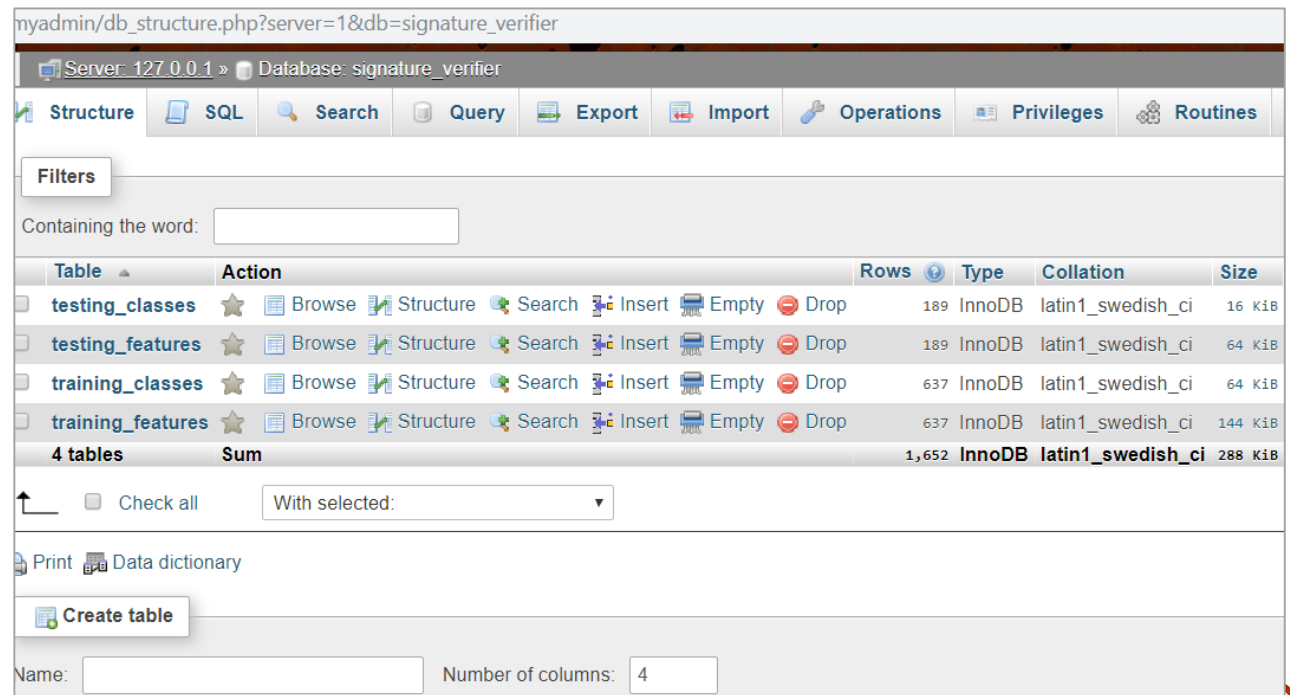 myadmin/db_structure.php?server=1&db=signature_verifier
Server: 127.0.0.1 » Database: signature_verifier
Structure SQL Search Query Export Import Operations Privileges Routines
Filters
Containing the word:
Table Action Rows Type Collation Size
testing_classes Browse Structure Search Insert Empty Drop 189 InnoDB latin1_swedish_ci 16 KiB
testing_features Browse Structure Search Insert Empty Drop 189 InnoDB latin1_swedish_ci 64 KiB
training_classes Browse Structure Search Insert Empty Drop 637 InnoDB latin1_swedish_ci 64 KiB
training_features Browse Structure Search Insert Empty Drop 637 InnoDB latin1_swedish_ci 144 KiB
4 tables Sum 1,652 InnoDB latin1_swedish_ci 288 KiB
Check all With selected:
Print Data dictionary
Create table
Name: Number of columns: 4